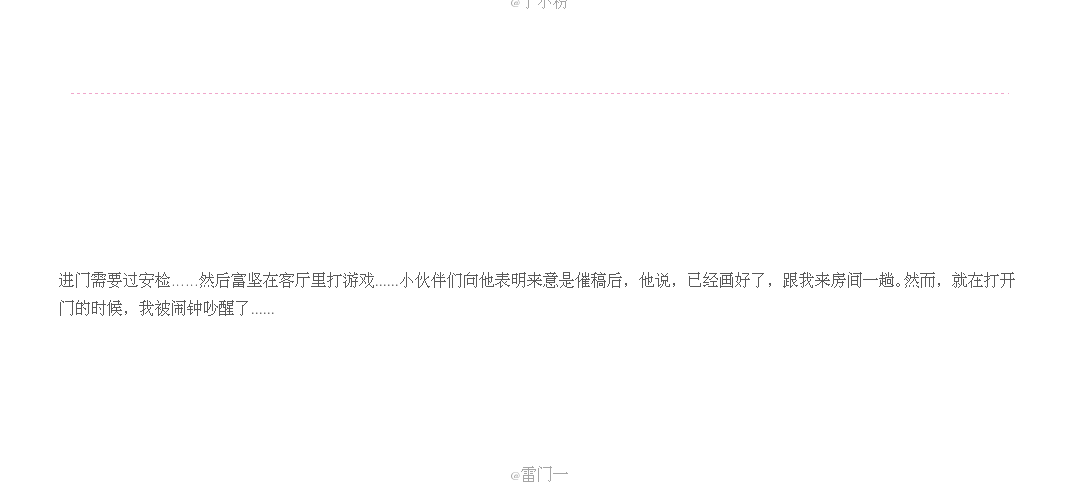 @丁小粉
进门需要过安检……然后富坚在客厅里打游戏......小伙伴们向他表明来意是催稿后，他说，已经画好了，跟我来房间一趟。然而，就在打开
门的时候，我被闹钟吵醒了......
@雷门一